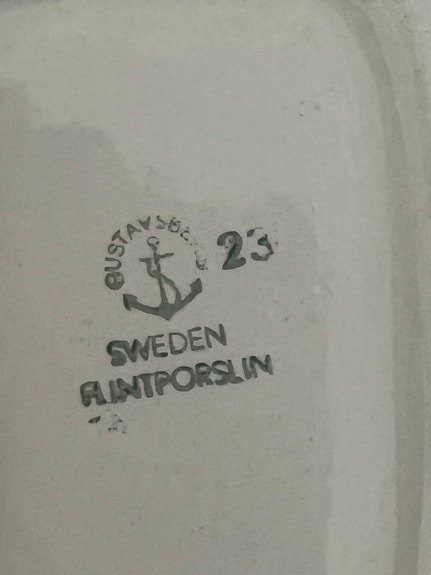 GUSTAVSBERG
23
SWEDEN
FLINTPORSLIN